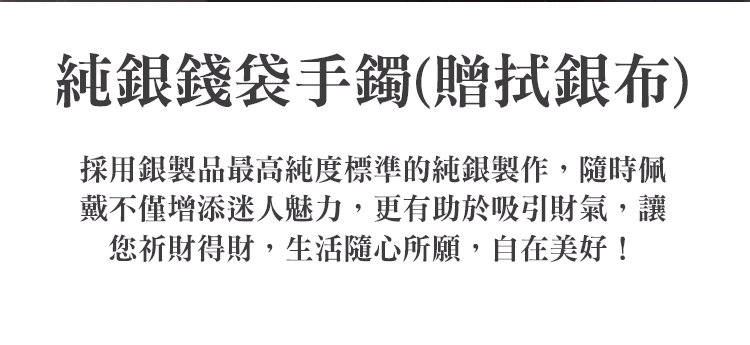 純銀錢袋手鐲(贈拭銀布)
採用銀製品最高純度標準的純銀製作，隨時佩
戴不僅增添迷人魅力，更有助於吸引財氣，讓
您祈財得財，生活隨心所願，自在美好！